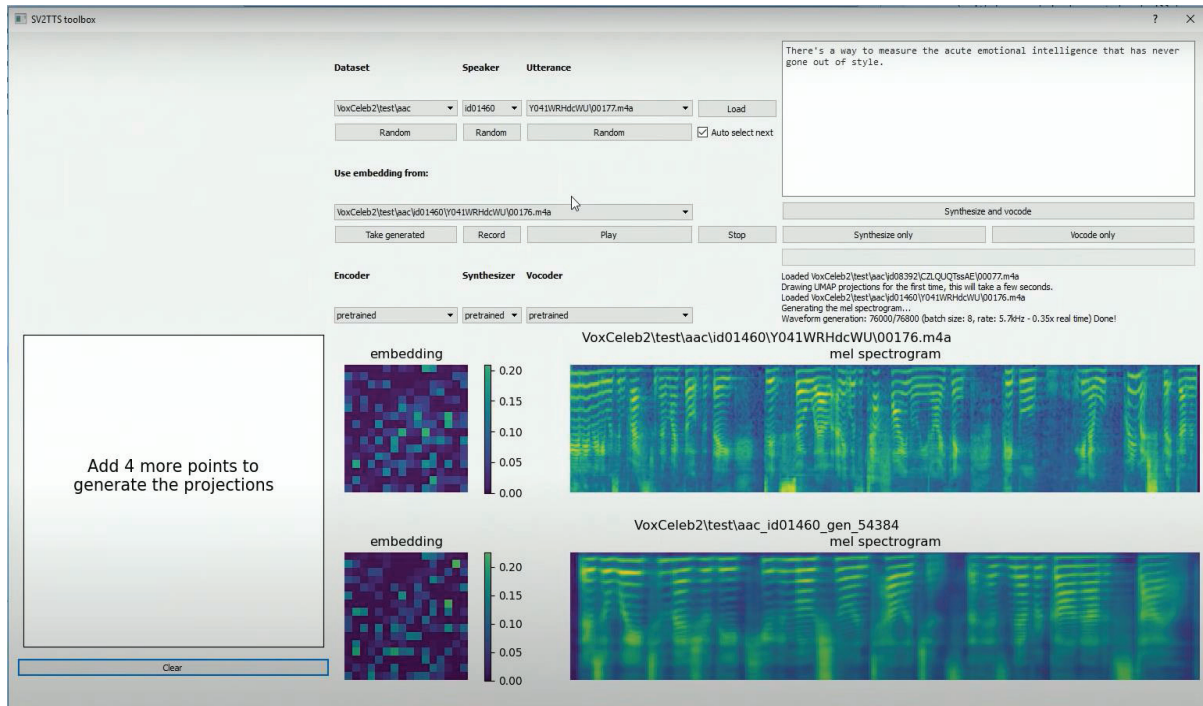 SV2TTS toolbox
? X
Dataset Speaker Utterance
VoxCeleb2\test\aac id01460 Y041WRHdcWU\00177.m4a Load
Random Random Random Auto select next
Use embedding from:
VoxCeleb2\test\aac\id01460\Y041WRHdcWU\00176.m4a
Take generated Record Play Stop
Encoder Synthesizer Vocoder
pretrained pretrained pretrained
There's a way to measure the acute emotional intelligence that has never
gone out of style.
Synthesize and vocode
Synthesize only Vocode only
Loaded VoxCeleb2\test\aac\id08392\CZLQUQTssAE\00077.m4a
Drawing UMAP projections for the first time, this will take a few seconds.
Loaded VoxCeleb2\test\aac\id01460\Y041WRHdcWU\00176.m4a
Generating the mel spectrogram...
Waveform generation: 76000/76800 (batch size: 8, rate: 5.7kHz - 0.35x real time) Done!
Add 4 more points to
generate the projections
Clear
VoxCeleb2\test\aac\id01460\Y041WRHdcWU\00176.m4a
embedding mel spectrogram
0.20
0.15
0.10
0.05
0.00
VoxCeleb2\test\aac_id01460_gen_54384
embedding mel spectrogram
0.20
0.15
0.10
0.05
0.00